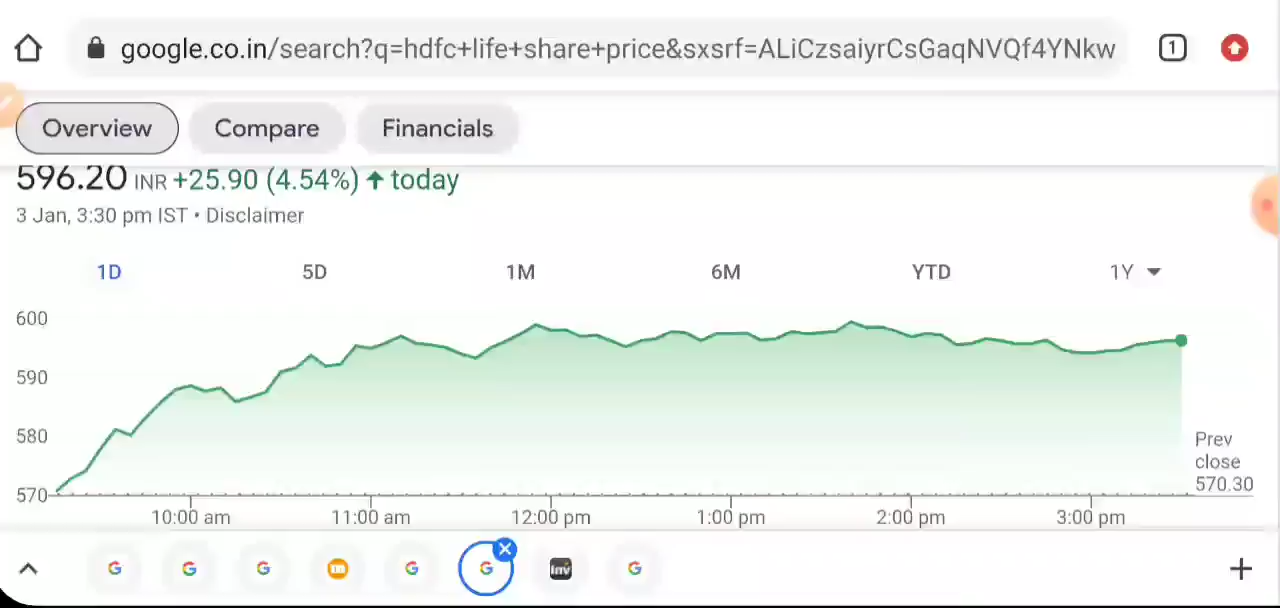 google.co.in/search?q=hdfc+life+share+price&sxsrf=ALiCzsaiyrCsGaqNVQf4YNkw 1
Overview Compare Financials
596.20 INR +25.90 (4.54%) ↑ today
3 Jan, 3:30 pm IST • Disclaimer
1D 5D 1M 6M YTD 1Y
600
590
580
570
Prev
close
570.30
10:00 am 11:00 am 12:00 pm 1:00 pm 2:00 pm 3:00 pm
G G G m G G inv G